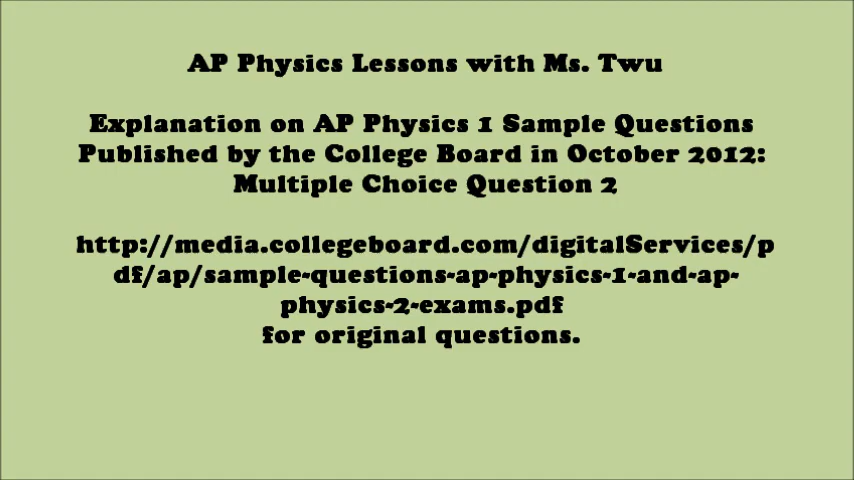 AP Physics Lessons with Ms. Twu
Explanation on AP Physics 1 Sample Questions
Published by the College Board in October 2012:
Multiple Choice Question 2
http://media.collegeboard.com/digitalServices/p
df/ap/sample-questions-ap-physics-1-and-ap-
physics-2-exams.pdf
for original questions.